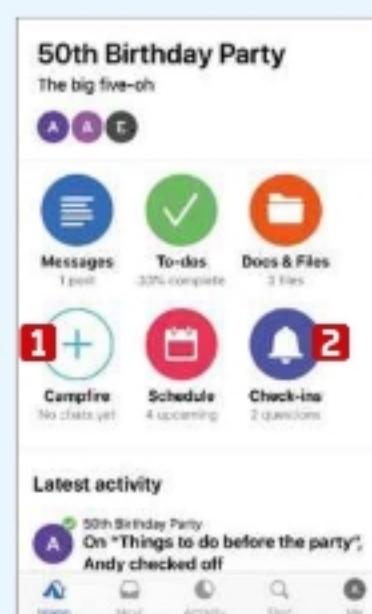 50th Birthday Party
The big five-oh
A A E
Messages To-dos Docs & Files
1 post 33% complete 3 files
1 2
Campfire Schedule Check-ins
No chats yet 4 upcoming 2 questions
Latest activity
50th Birthday Party
A On "Things to do before the party",
Andy checked off
Home Activity